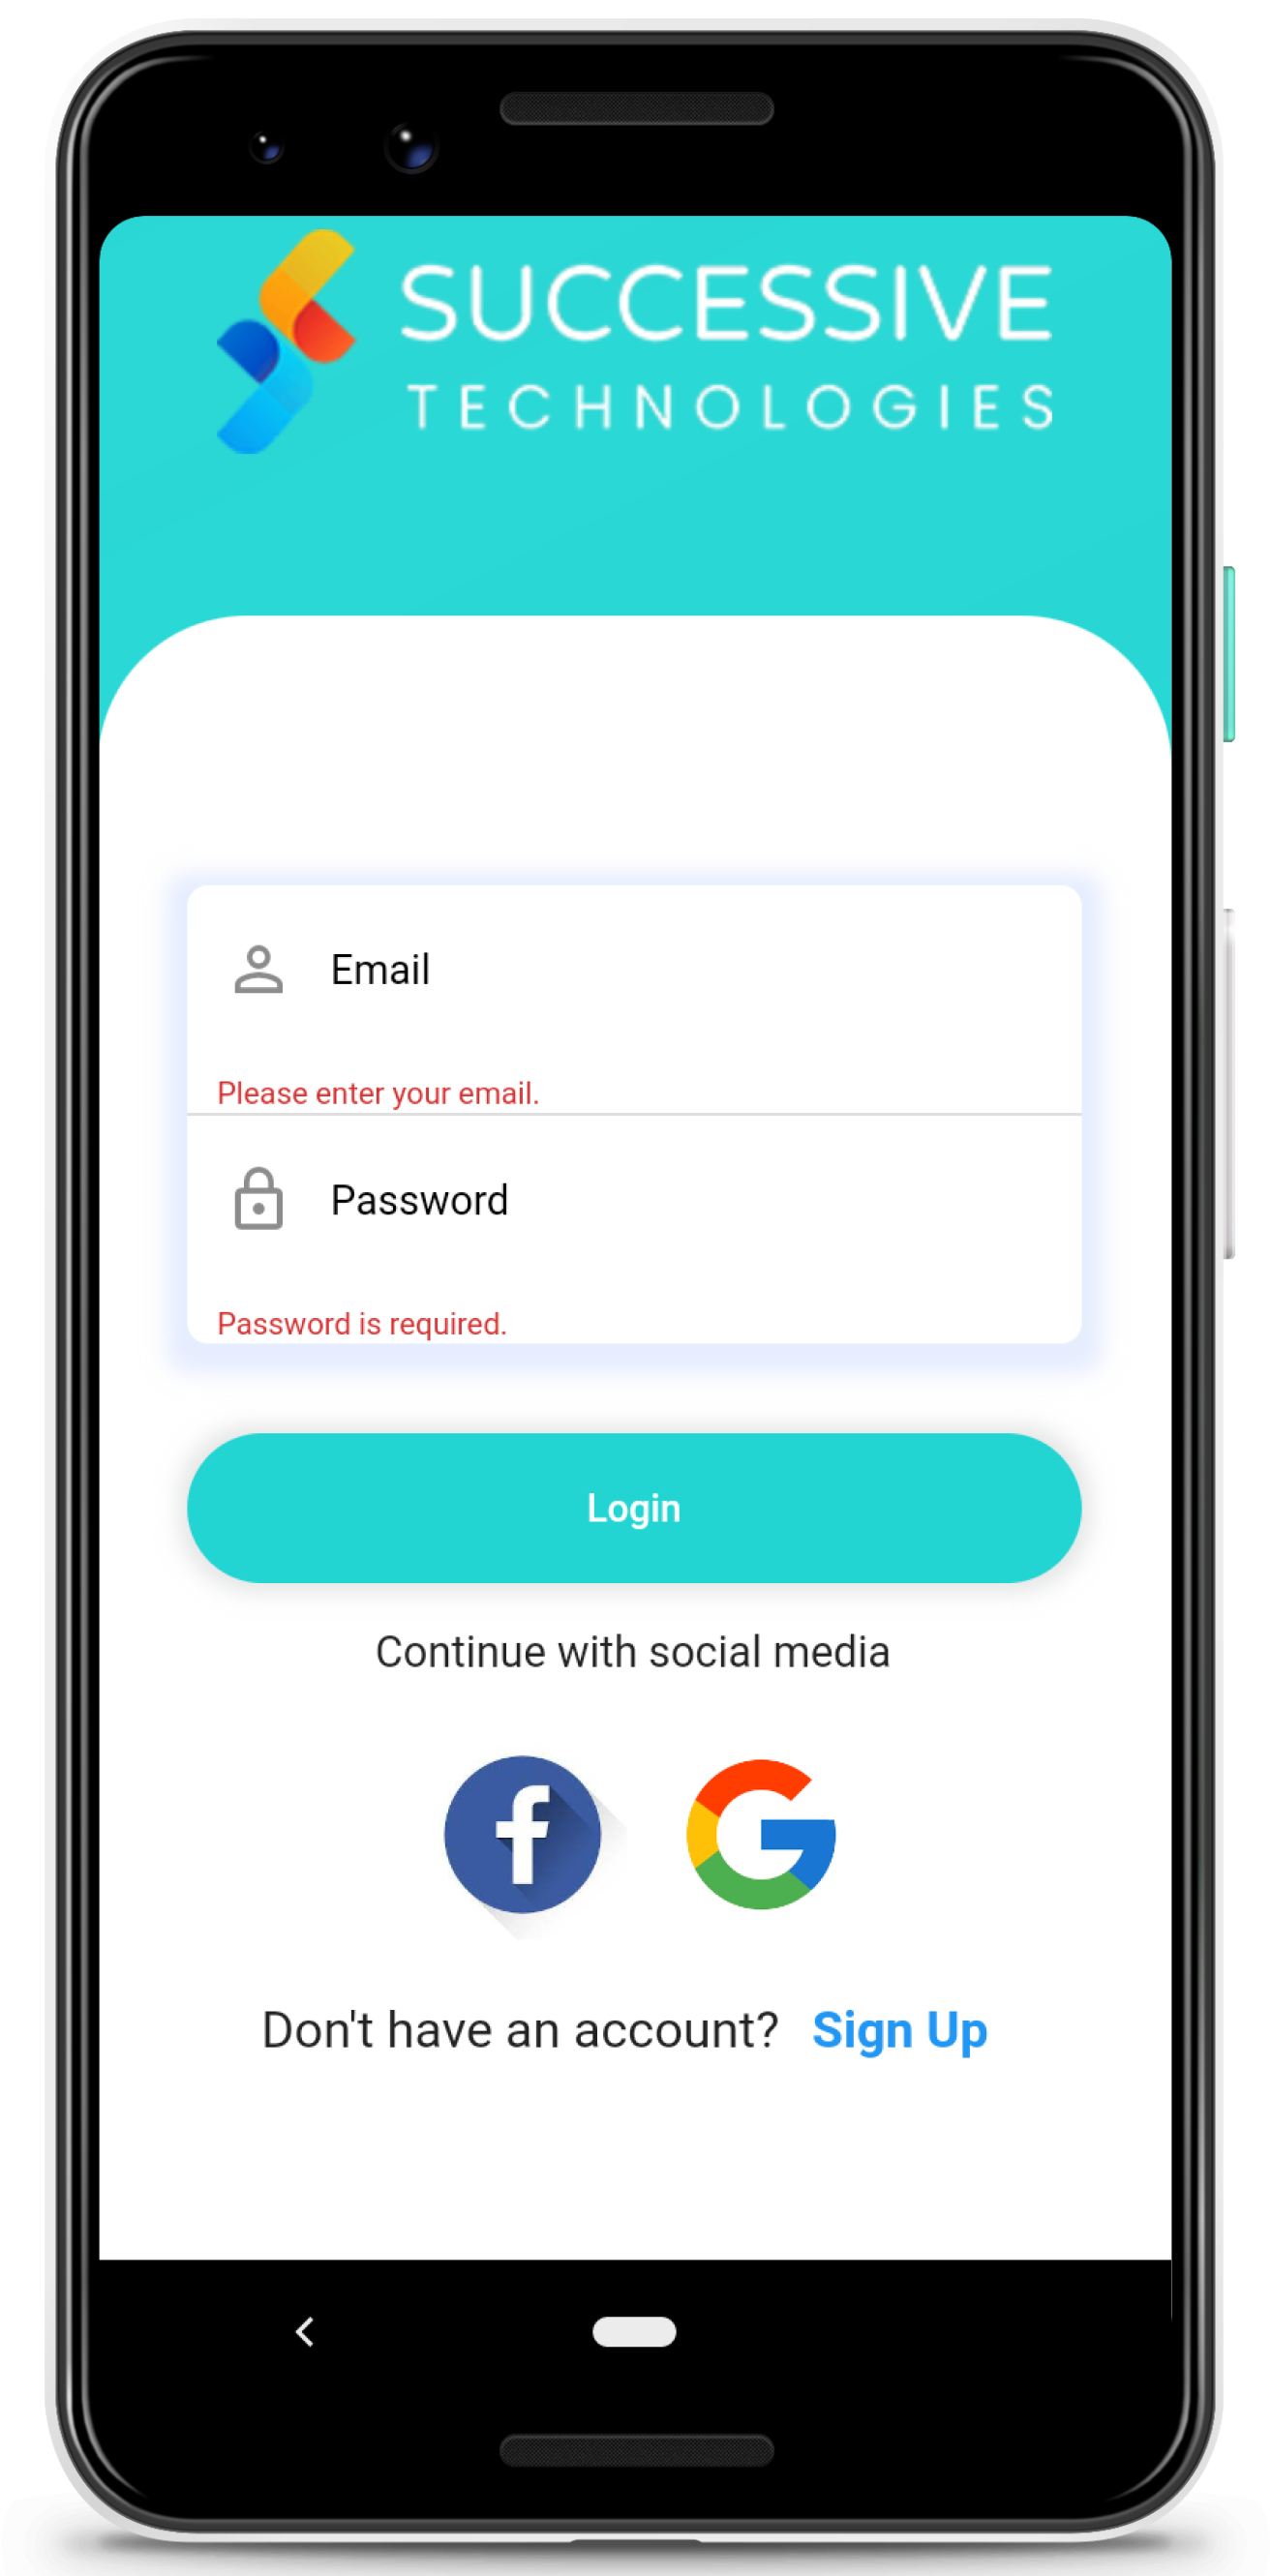 SUCCESSIVE
TECHNOLOGIES
Email
Please enter your email.
Password
Password is required.
Login
Continue with social media
Don't have an account? Sign Up